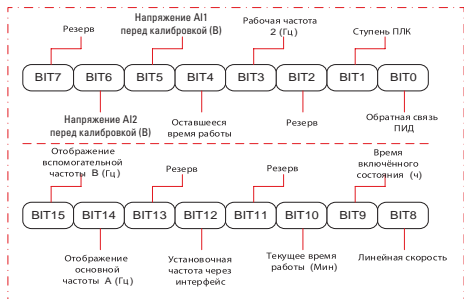 Резерв
Напряжение AI1
перед калибровкой (В)
Рабочая частота
2 (Гц)
Ступень ПЛК
BIT7 BIT6 BIT5 BIT4 BIT3 BIT2 BIT1 BIT0
Напряжение AI2
перед калибровкой (В)
Оставшееся
время работы
Резерв
Обратная связь
ПИД
Отображение
вспомогательной
частоты B (Гц)
Резерв
Резерв
Время
включённого
состояния (ч)
BIT15 BIT14 BIT13 BIT12 BIT11 BIT10 BIT9 BIT8
Отображение
основной
частоты A (Гц)
Установочная
частота через
интерфейс
Текущее время
работы (Мин)
Линейная скорость